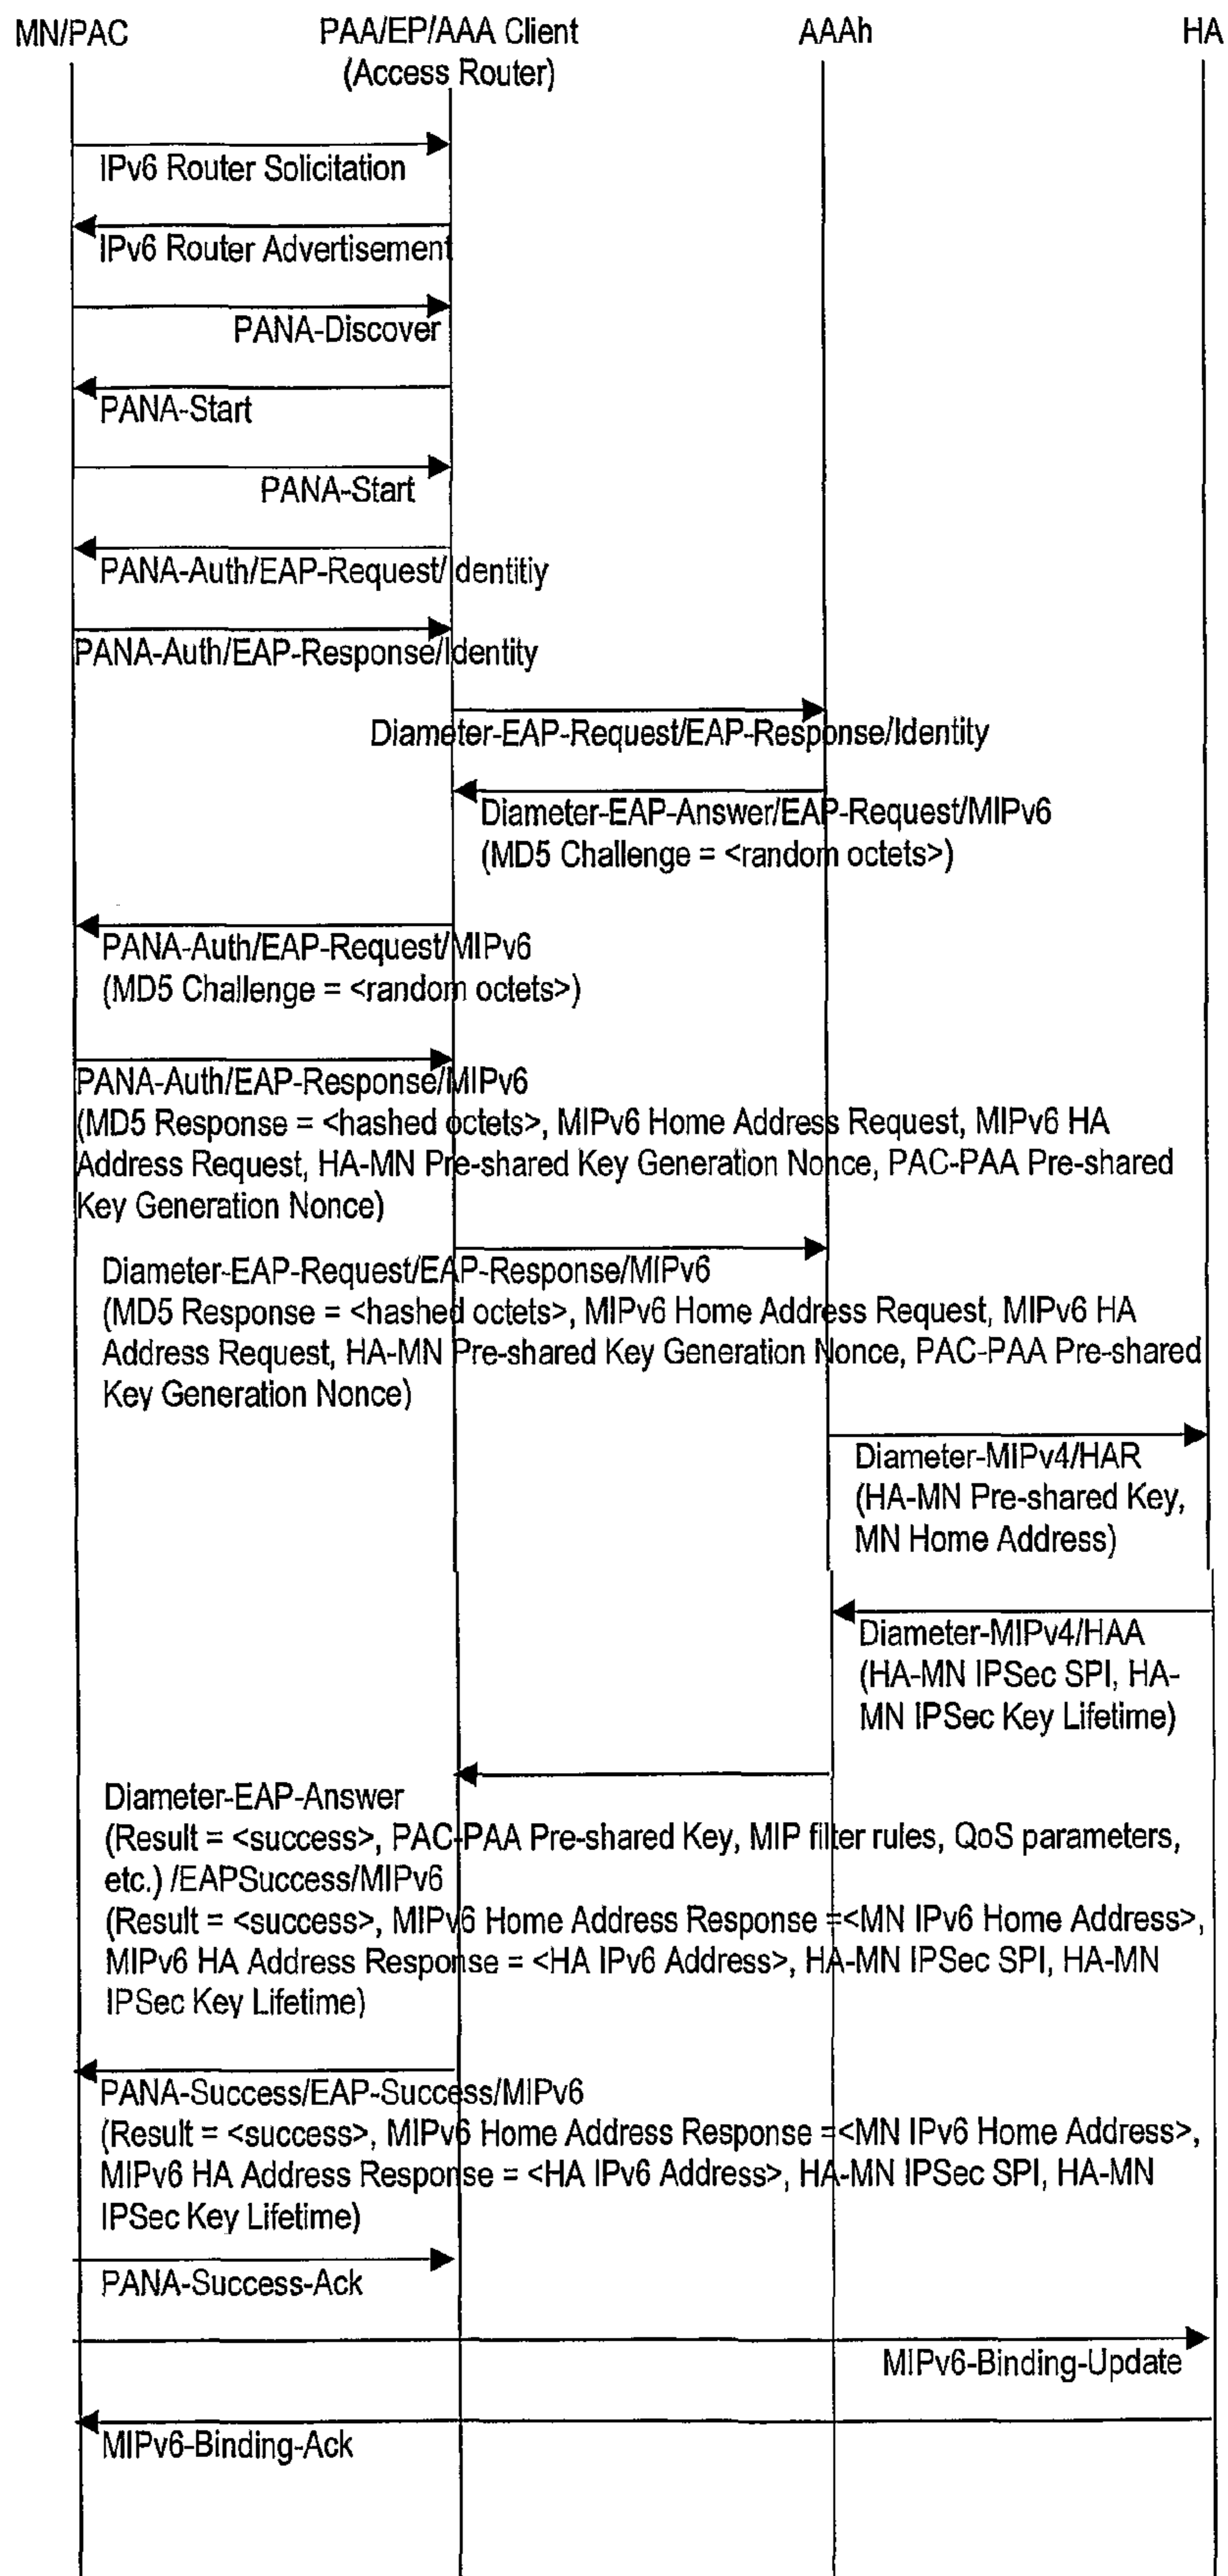 MN/PAC PAA/EP/AAA Client AAAh HA
(Access Router)
IPv6 Router Solicitation
IPv6 Router Advertisement
PANA-Discover
PANA-Start
PANA-Start
PANA-Auth/EAP-Request/Identitiy
PANA-Auth/EAP-Response/Identity
Diameter-EAP-Request/EAP-Response/Identity
Diameter-EAP-Answer/EAP-Request/MIPv6
(MD5 Challenge = <random octets>)
PANA-Auth/EAP-Request/MIPv6
(MD5 Challenge = <random octets>)
PANA-Auth/EAP-Response/MIPv6
(MD5 Response = <hashed octets>, MIPv6 Home Address Request, MIPv6 HA
Address Request, HA-MN Pre-shared Key Generation Nonce, PAC-PAA Pre-shared
Key Generation Nonce)
Diameter-EAP-Request/EAP-Response/MIPv6
(MD5 Response = <hashed octets>, MIPv6 Home Address Request, MIPv6 HA
Address Request, HA-MN Pre-shared Key Generation Nonce, PAC-PAA Pre-shared
Key Generation Nonce)
Diameter-MIPv4/HAR
(HA-MN Pre-shared Key,
MN Home Address)
Diameter-MIPv4/HAA
(HA-MN IPSec SPI, HA-
MN IPSec Key Lifetime)
Diameter-EAP-Answer
(Result = <success>, PAC-PAA Pre-shared Key, MIP filter rules, QoS parameters,
etc.) /EAPSuccess/MIPv6
(Result = <success>, MIPv6 Home Address Response =<MN IPv6 Home Address>,
MIPv6 HA Address Response = <HA IPv6 Address>, HA-MN IPSec SPI, HA-MN
IPSec Key Lifetime)
PANA-Success/EAP-Success/MIPv6
(Result = <success>, MIPv6 Home Address Response =<MN IPv6 Home Address>,
MIPv6 HA Address Response = <HA IPv6 Address>, HA-MN IPSec SPI, HA-MN
IPSec Key Lifetime)
PANA-Success-Ack
MIPv6-Binding-Update
MIPv6-Binding-Ack